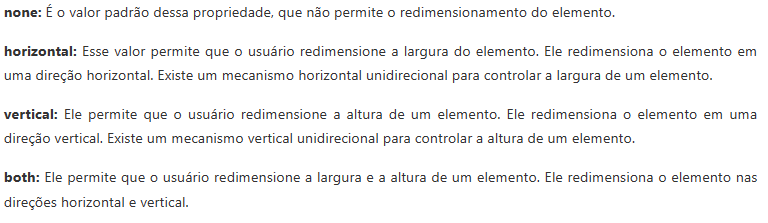 none: É o valor padrão dessa propriedade, que não permite o redimensionamento do elemento.
horizontal: Esse valor permite que o usuário redimensione a largura do elemento. Ele redimensiona o elemento em
uma direção horizontal. Existe um mecanismo horizontal unidirecional para controlar a largura de um elemento.
vertical: Ele permite que o usuário redimensione a altura de um elemento. Ele redimensiona o elemento em uma
direção vertical. Existe um mecanismo vertical unidirecional para controlar a altura de um elemento.
both: Ele permite que o usuário redimensione a largura e a altura de um elemento. Ele redimensiona o elemento nas
direções horizontal e vertical.